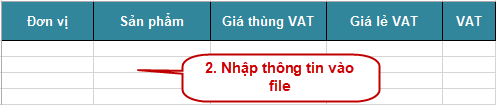 Đơn vị Sản phẩm Giá thùng VAT Giá lẻ VAT VAT
2. Nhập thông tin vào
file